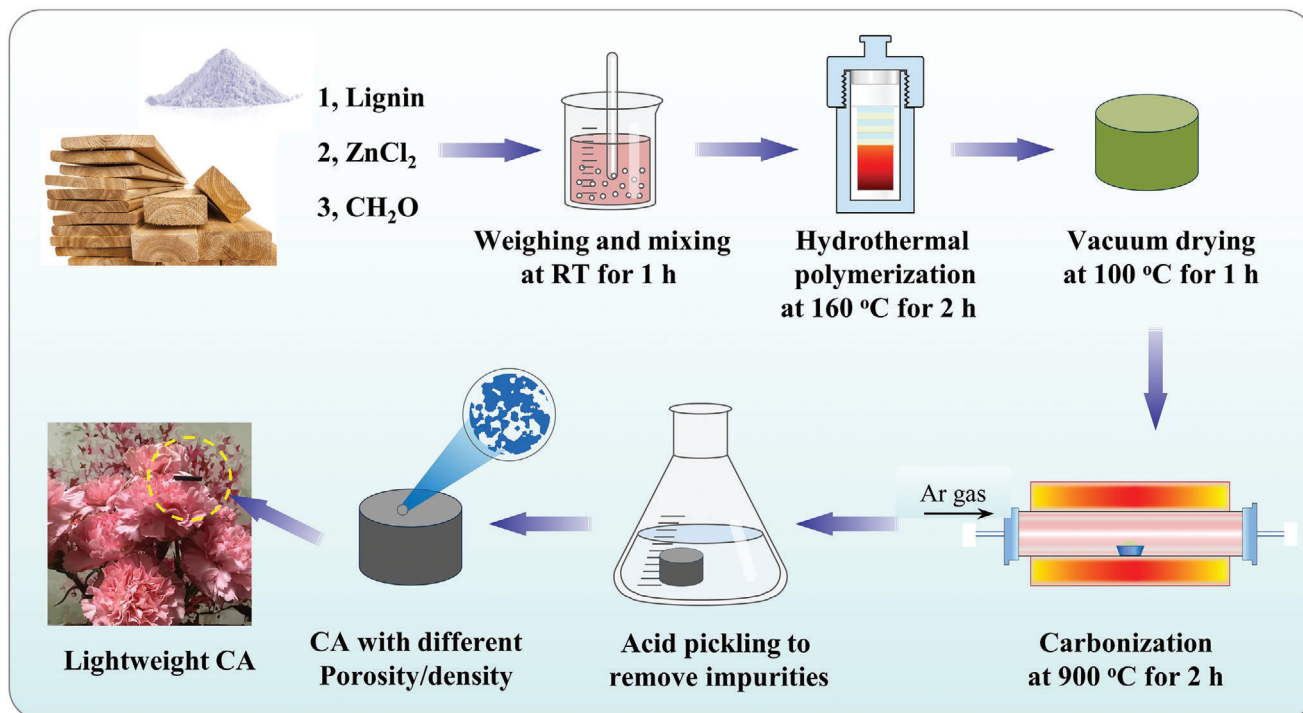 1, Lignin
2, ZnCl₂
3, CH₂O
Weighing and mixing
at RT for 1 h
Hydrothermal
polymerization
at 160 °C for 2 h
Vacuum drying
at 100 °C for 1 h
Ar gas
Carbonization
at 900 °C for 2 h
Acid pickling to
remove impurities
CA with different
Porosity/density
Lightweight CA